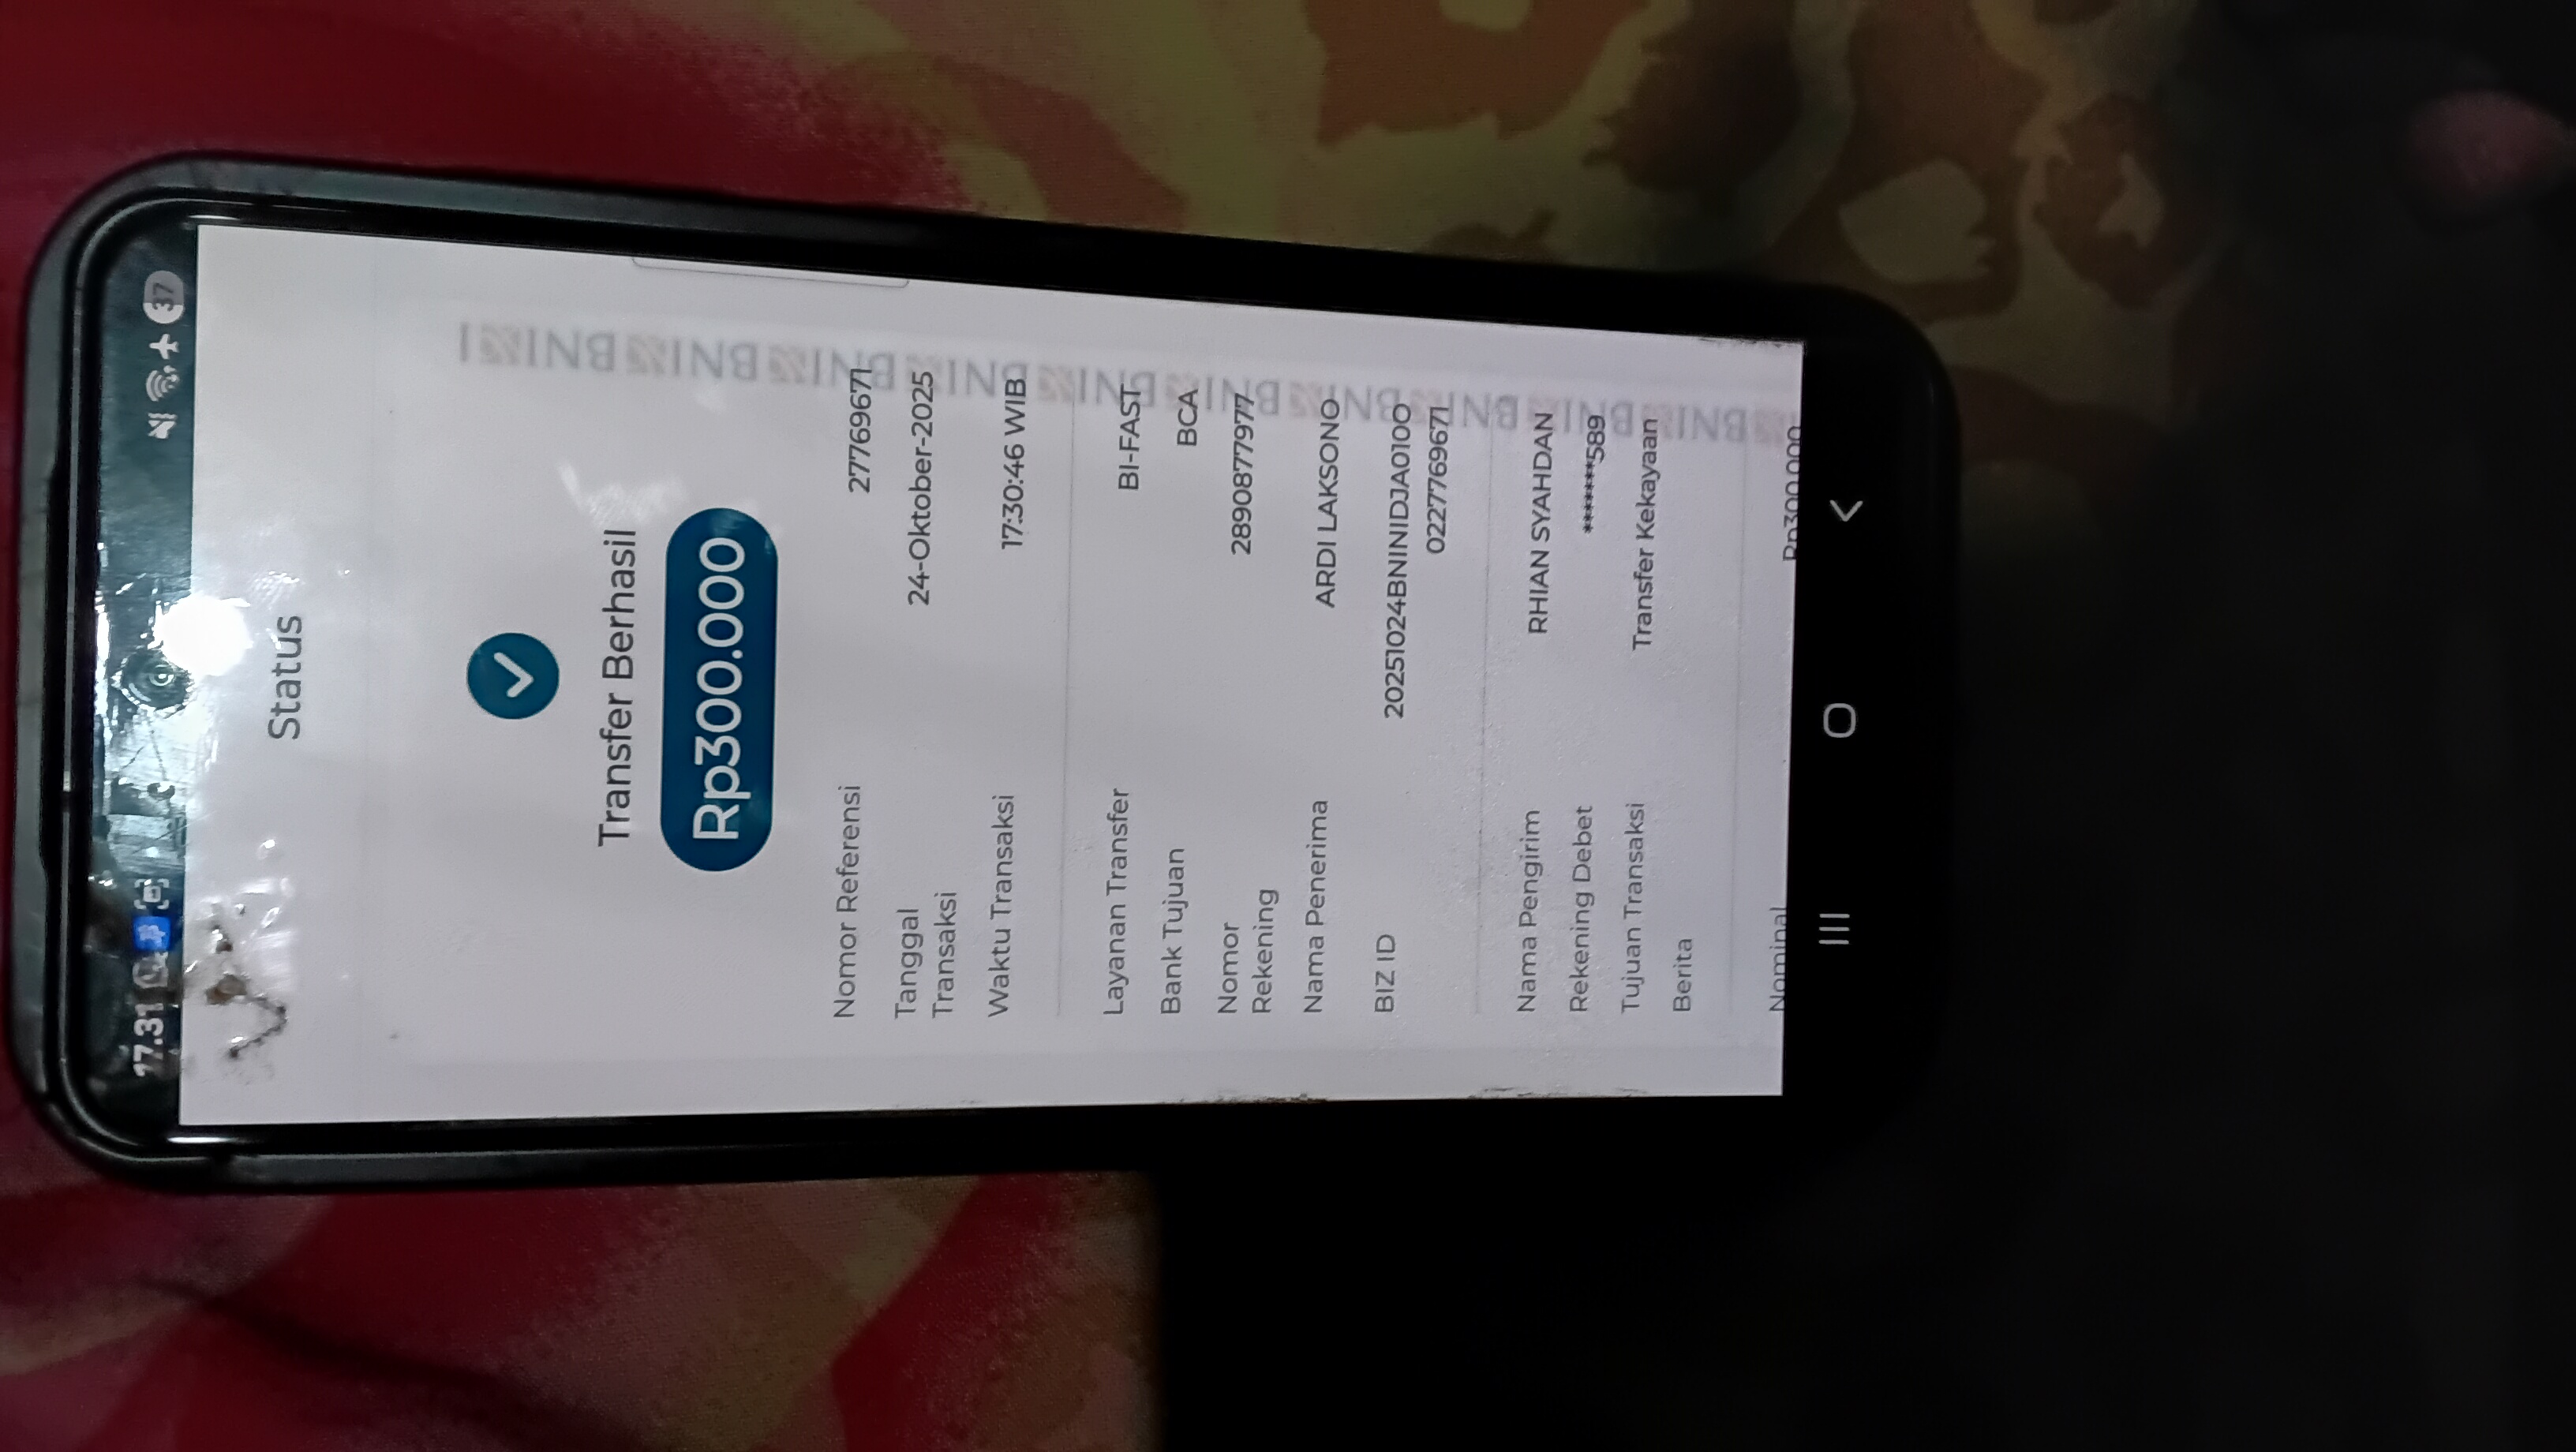 17.31
37
Status
Transfer Berhasil
Rp300.000
Nomor Referensi 27769671
Tanggal Transaksi 24-Oktober-2025
Waktu Transaksi 17:30:46 WIB
Layanan Transfer BI-FAST
Bank Tujuan BCA
Nomor Rekening 2890877977
Nama Penerima ARDI LAKSONO
BIZ ID 20251024BNINIDJA0100
0227769671
Nama Pengirim RHIAN SYAHDAN
Rekening Debet *******589
Tujuan Transaksi Transfer Kekayaan
Berita
Nominal Rp300.000
BNI BNI BNI BNI BNI BNI BNI BNI BNI